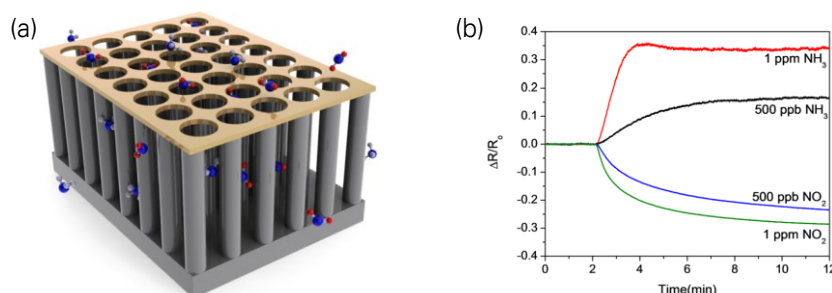 (a)
(b)
0.4
0.3
0.2
0.1
0.0
-0.1
-0.2
-0.3
-0.4
ΔR/R₀
1 ppm NH₃
500 ppb NH₃
500 ppb NO₂
1 ppm NO₂
0 2 4 6 8 10 12
Time(min)